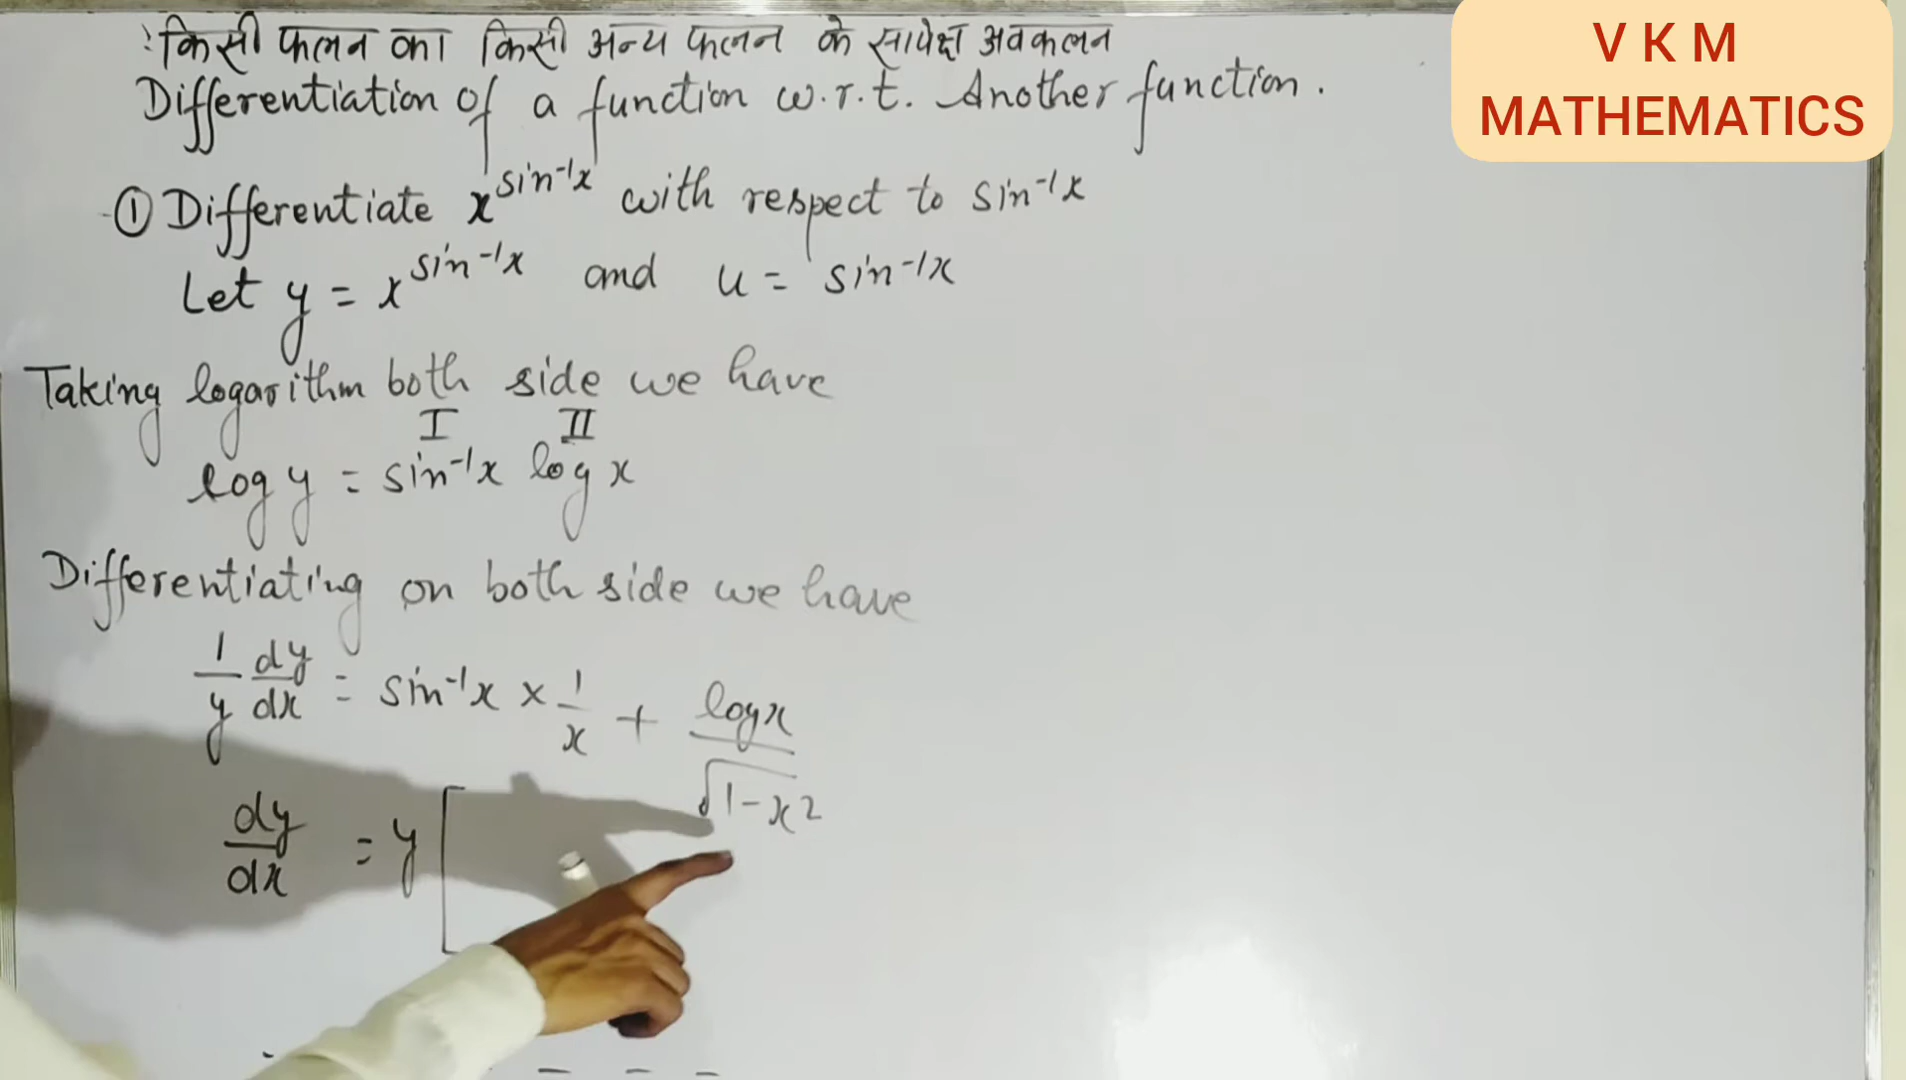 किसी फलन का किसी अन्य फलन के सापेक्ष अवकलन
Differentiation of a function w.r.t. Another function.
① Differentiate x^sin⁻¹x with respect to sin⁻¹x
Let y = x^sin⁻¹x and u = sin⁻¹x
Taking logarithm both side we have
I II
log y = sin⁻¹x log x
Differentiating on both side we have
1/y dy/dx = sin⁻¹x × 1/x + logx/√1-x²
dy/dx = y [
V K M
MATHEMATICS